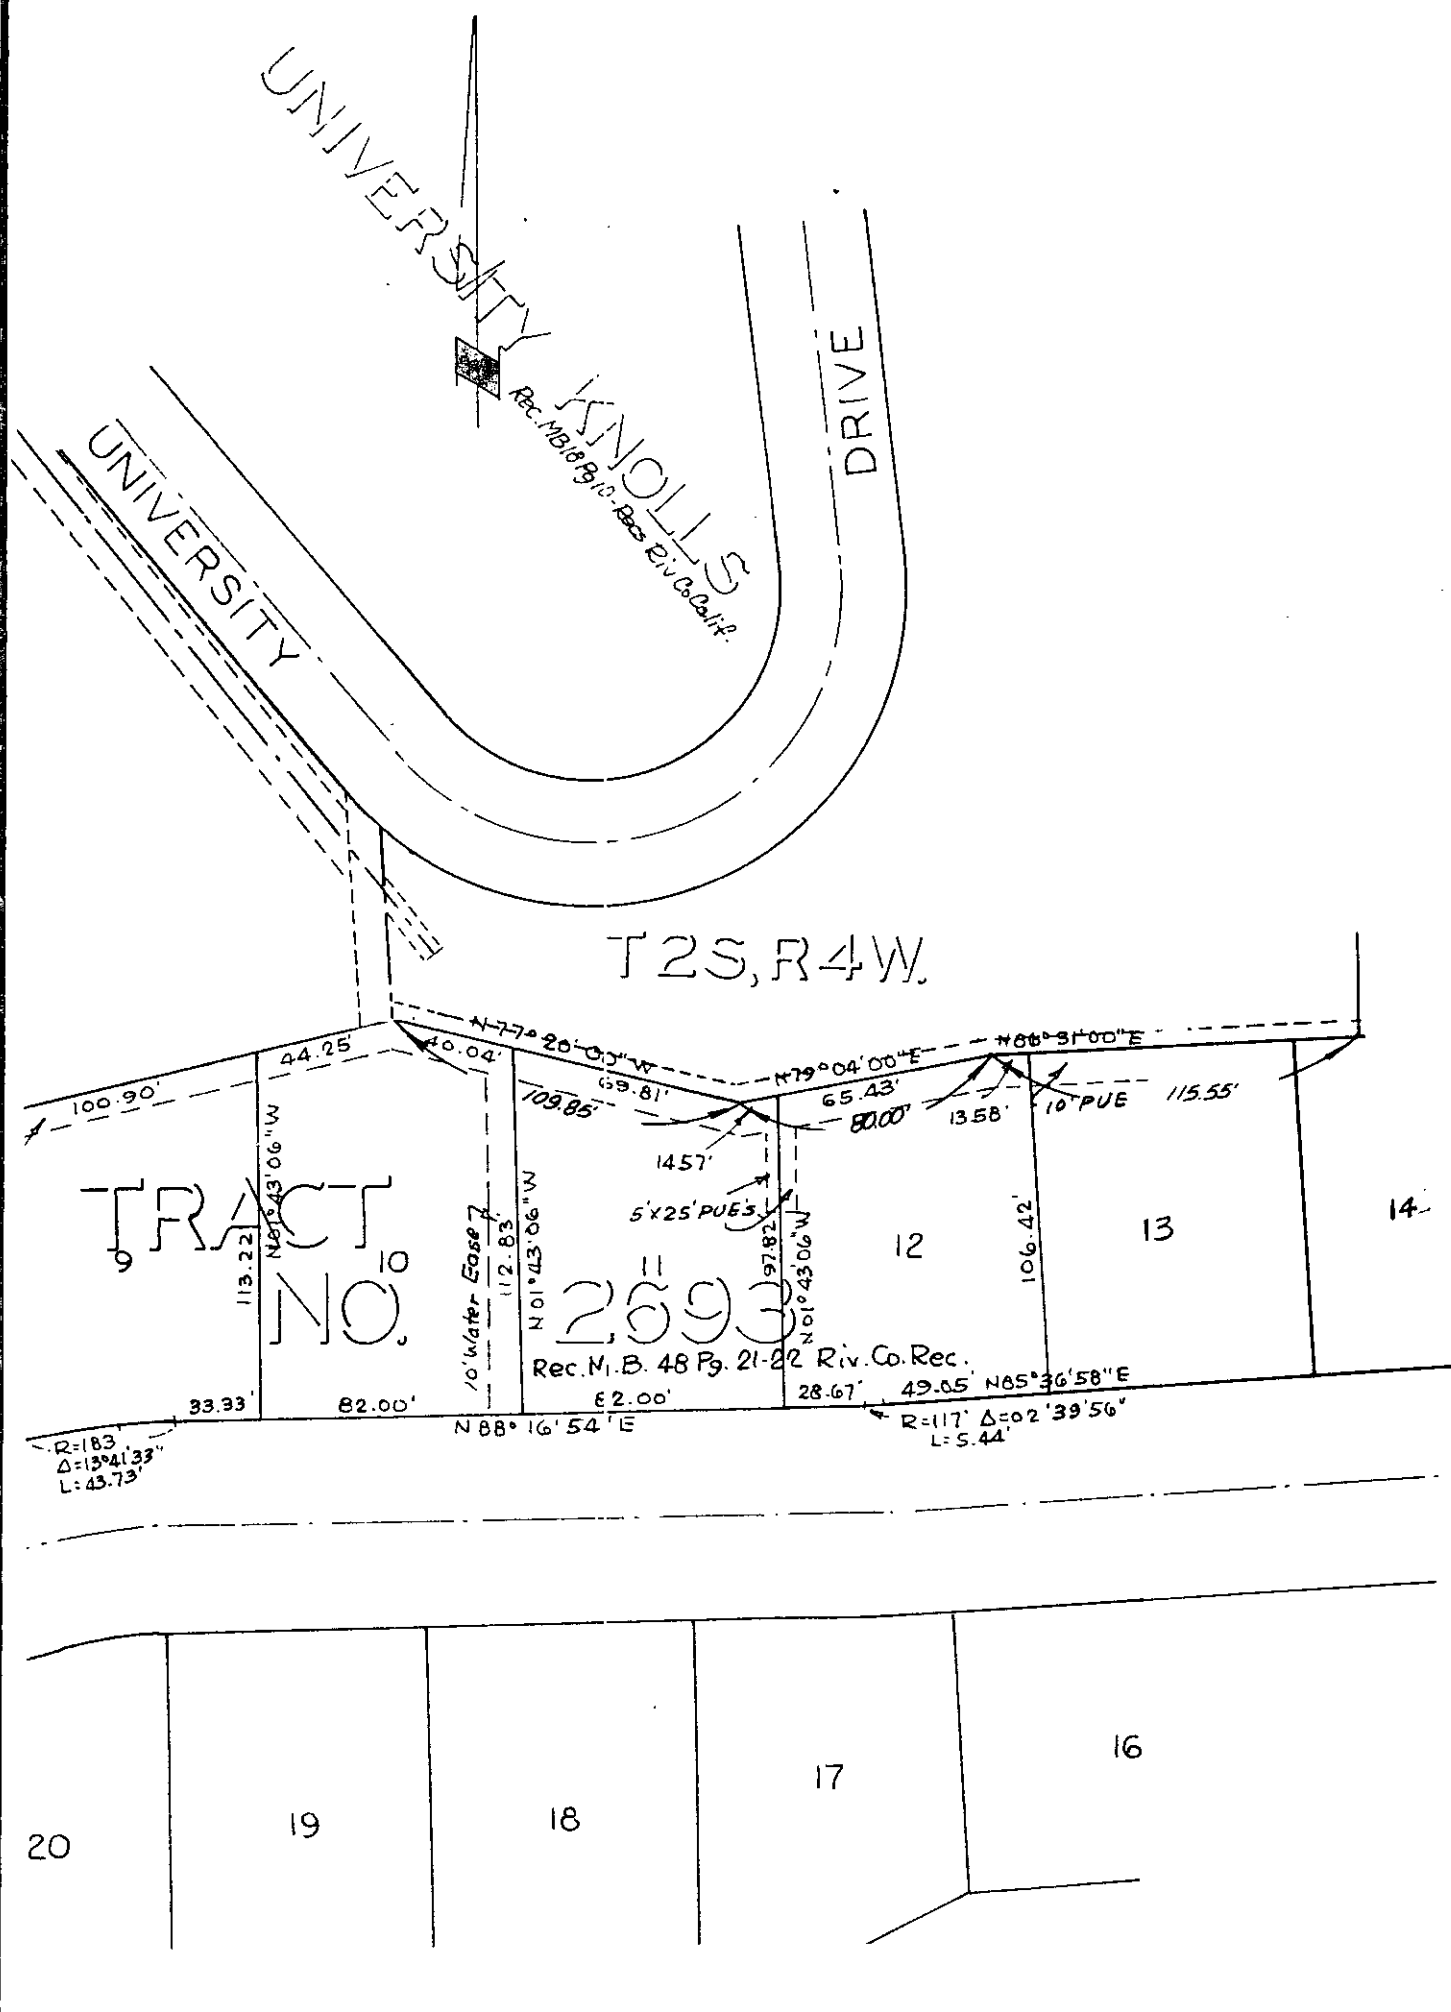 UNIVERSITY KNOLLS
Rec. MB 18 Pg 10 - Recs Riv Co Calif.
UNIVERSITY
DRIVE
T2S, R4W.
N 77° 20' 00" W
N79°04'00"E
N86°31'00"E
44.25'
40.04'
69.81'
65.43'
100.90'
109.85'
80.00'
13.58'
10' PUE
115.55'
14.57'
5'x25' PUE'S
TRACT
NO.
2693
9
10
11
12
13
14
N01°43'06"W
113.22'
10' Water Ease
112.83'
N 01°43'06"W
97.82'
N01°43'06"W
106.42'
Rec. M. B. 48 Pg. 21-22 Riv. Co. Rec.
33.33'
82.00'
82.00'
28.67'
49.05'
N85°36'58"E
N 88° 16' 54" E
R=183
Δ=13°41'33"
L=43.73'
R=117' Δ=02°39'56"
L=5.44'
20
19
18
17
16